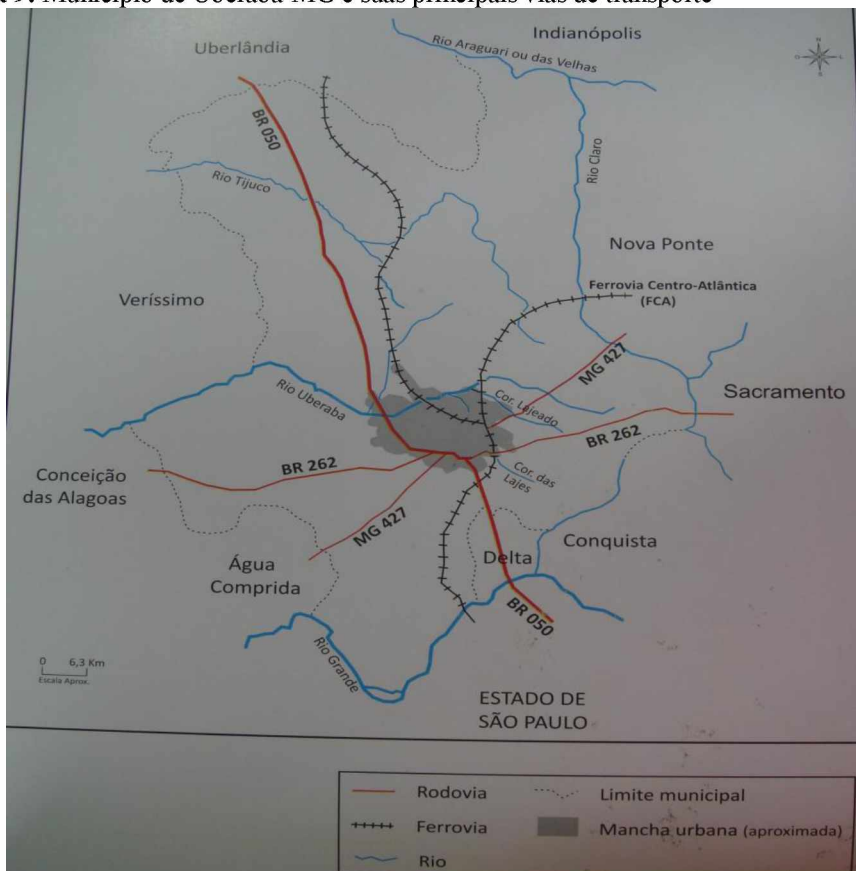 Município de Uberaba-MG e suas principais vias de transporte
Uberlândia
Indianópolis
Rio Araguari ou das Velhas
N
BR 050
Rio Tijuco
Rio Claro
Nova Ponte
Veríssimo
Ferrovia Centro-Atlântica
(FCA)
MG 427
Rio Uberaba
Cor. Lajeado
Sacramento
BR 262
BR 262
Conceição
das Alagoas
Cor. das
Lajes
MG 427
Delta
Conquista
Água
Comprida
BR 050
Rio Grande
0 6,3 Km
Escala Aprox.
ESTADO DE
SÃO PAULO
Rodovia
Limite municipal
Ferrovia
Mancha urbana (aproximada)
Rio